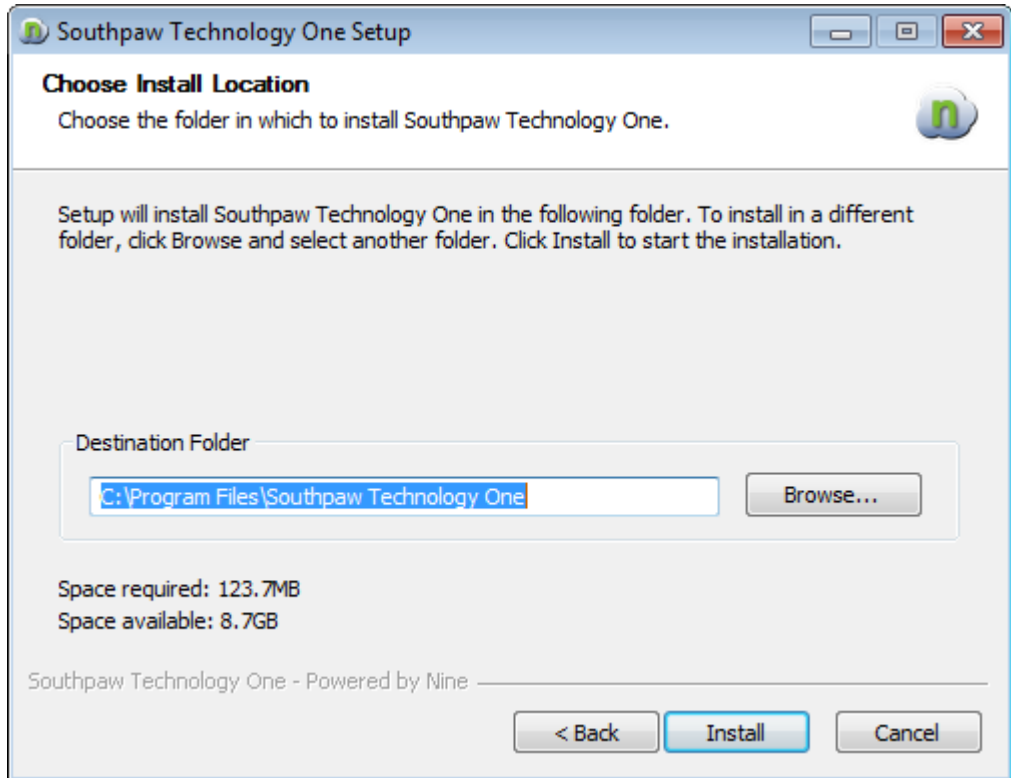 Southpaw Technology One Setup
Choose Install Location
Choose the folder in which to install Southpaw Technology One.
n
Setup will install Southpaw Technology One in the following folder. To install in a different
folder, click Browse and select another folder. Click Install to start the installation.
Destination Folder
C:\Program Files\Southpaw Technology One
Browse...
Space required: 123.7MB
Space available: 8.7GB
Southpaw Technology One - Powered by Nine
< Back
Install
Cancel